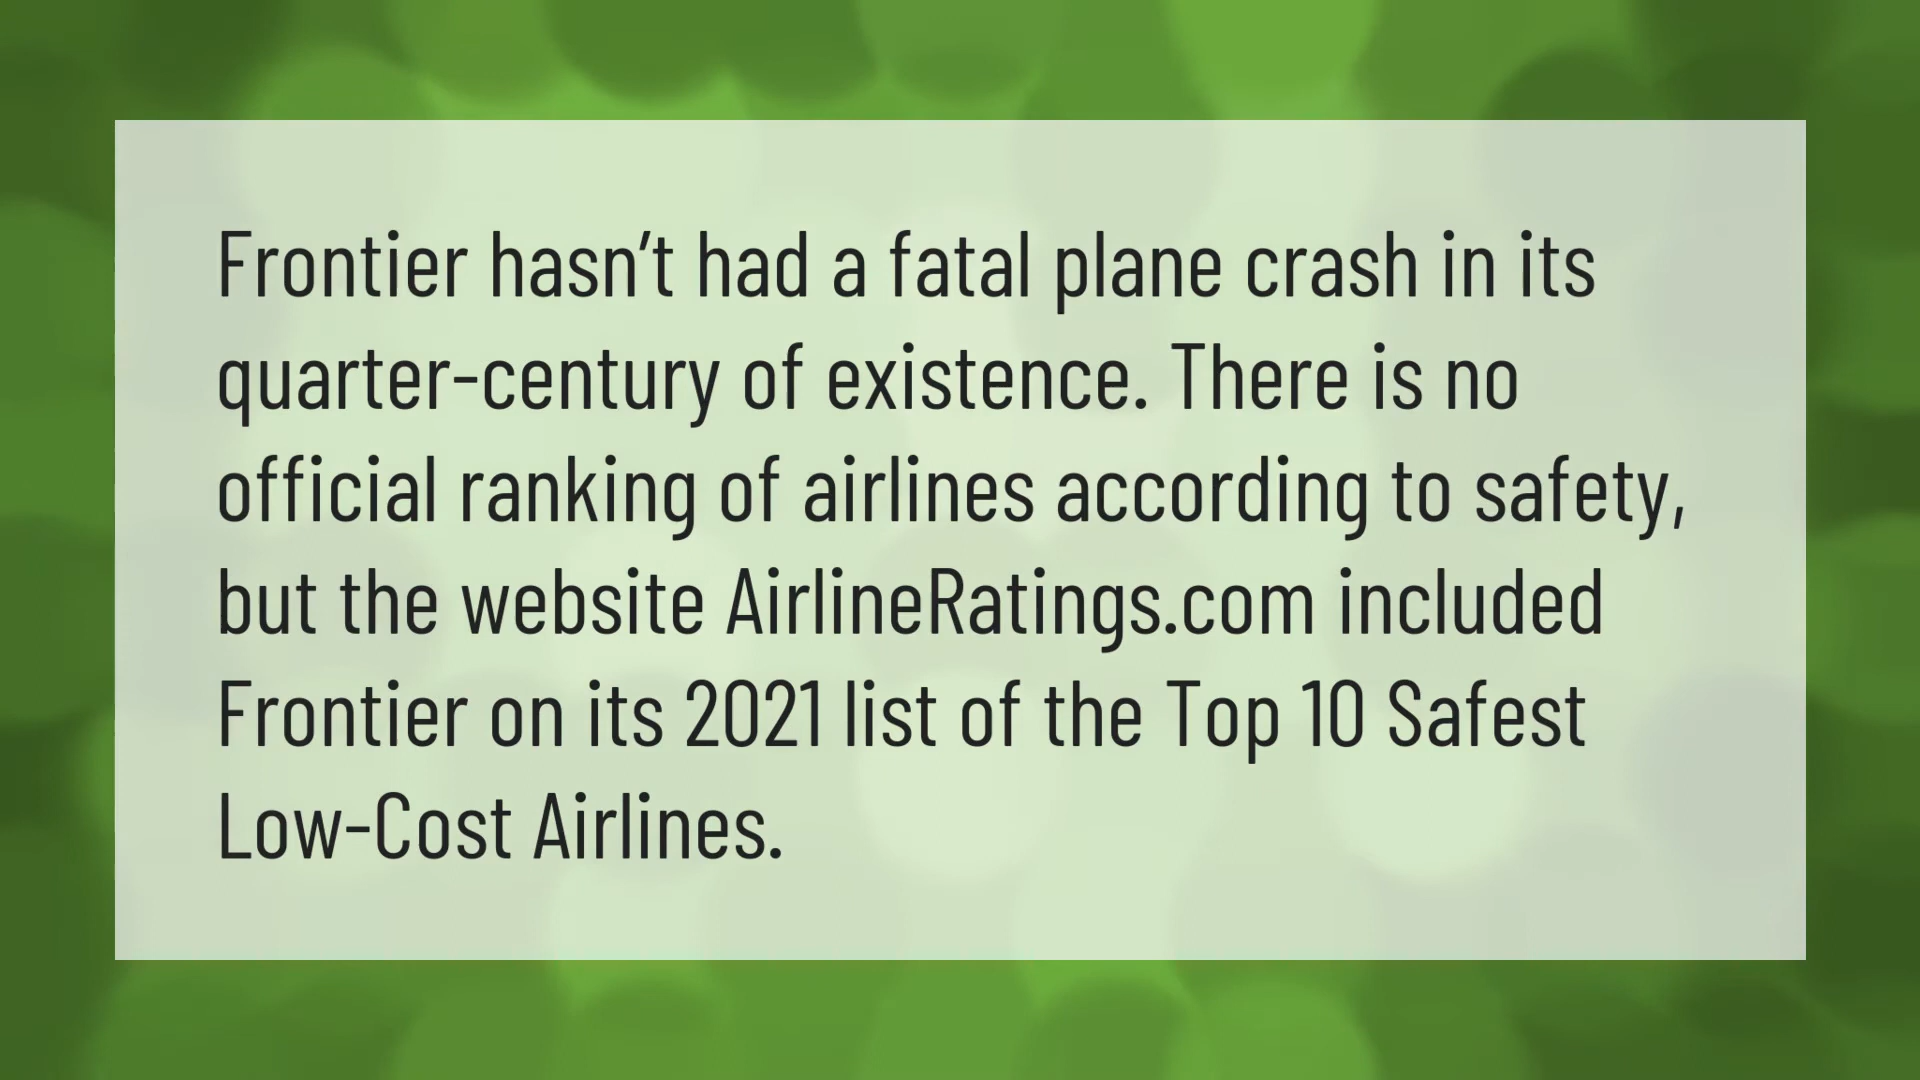 Frontier hasn’t had a fatal plane crash in its
quarter-century of existence. There is no
official ranking of airlines according to safety,
but the website AirlineRatings.com included
Frontier on its 2021 list of the Top 10 Safest
Low-Cost Airlines.